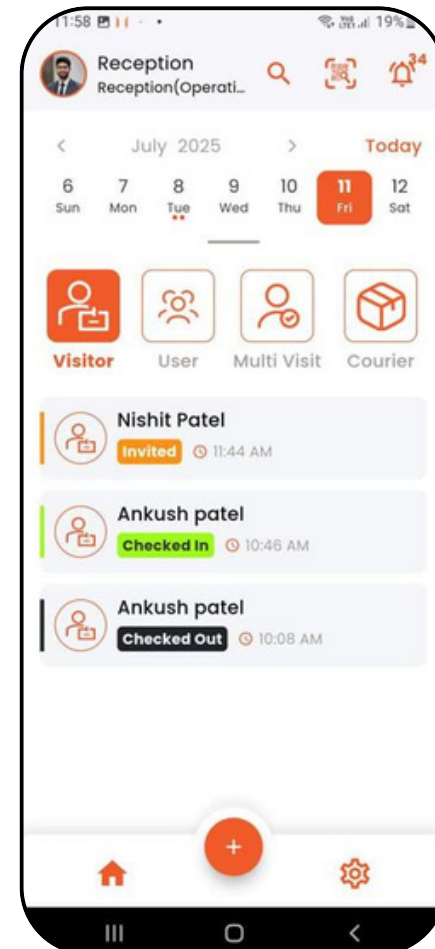 11:58 19%
Reception
Reception(Operati...
34
July 2025 Today
6 7 8 9 10 11 12
Sun Mon Tue Wed Thu Fri Sat
Visitor User Multi Visit Courier
Nishit Patel
Invited 11:44 AM
Ankush patel
Checked In 10:46 AM
Ankush patel
Checked Out 10:08 AM